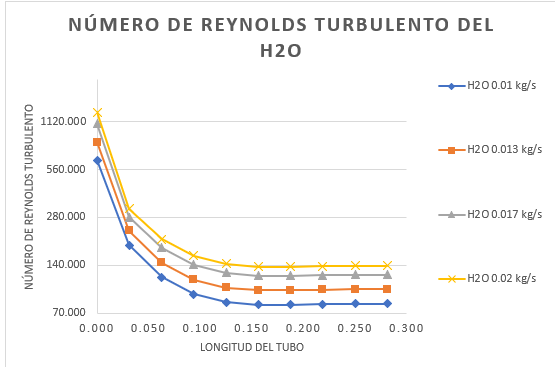 NÚMERO DE REYNOLDS TURBULENTO DEL
H2O
NÚMERO DE REYNOLDS TURBULENTO
1120.000
560.000
280.000
140.000
70.000
0.000 0.050 0.100 0.150 0.200 0.250 0.300
LONGITUD DEL TUBO
H2O 0.01 kg/s
H2O 0.013 kg/s
H2O 0.017 kg/s
H2O 0.02 kg/s